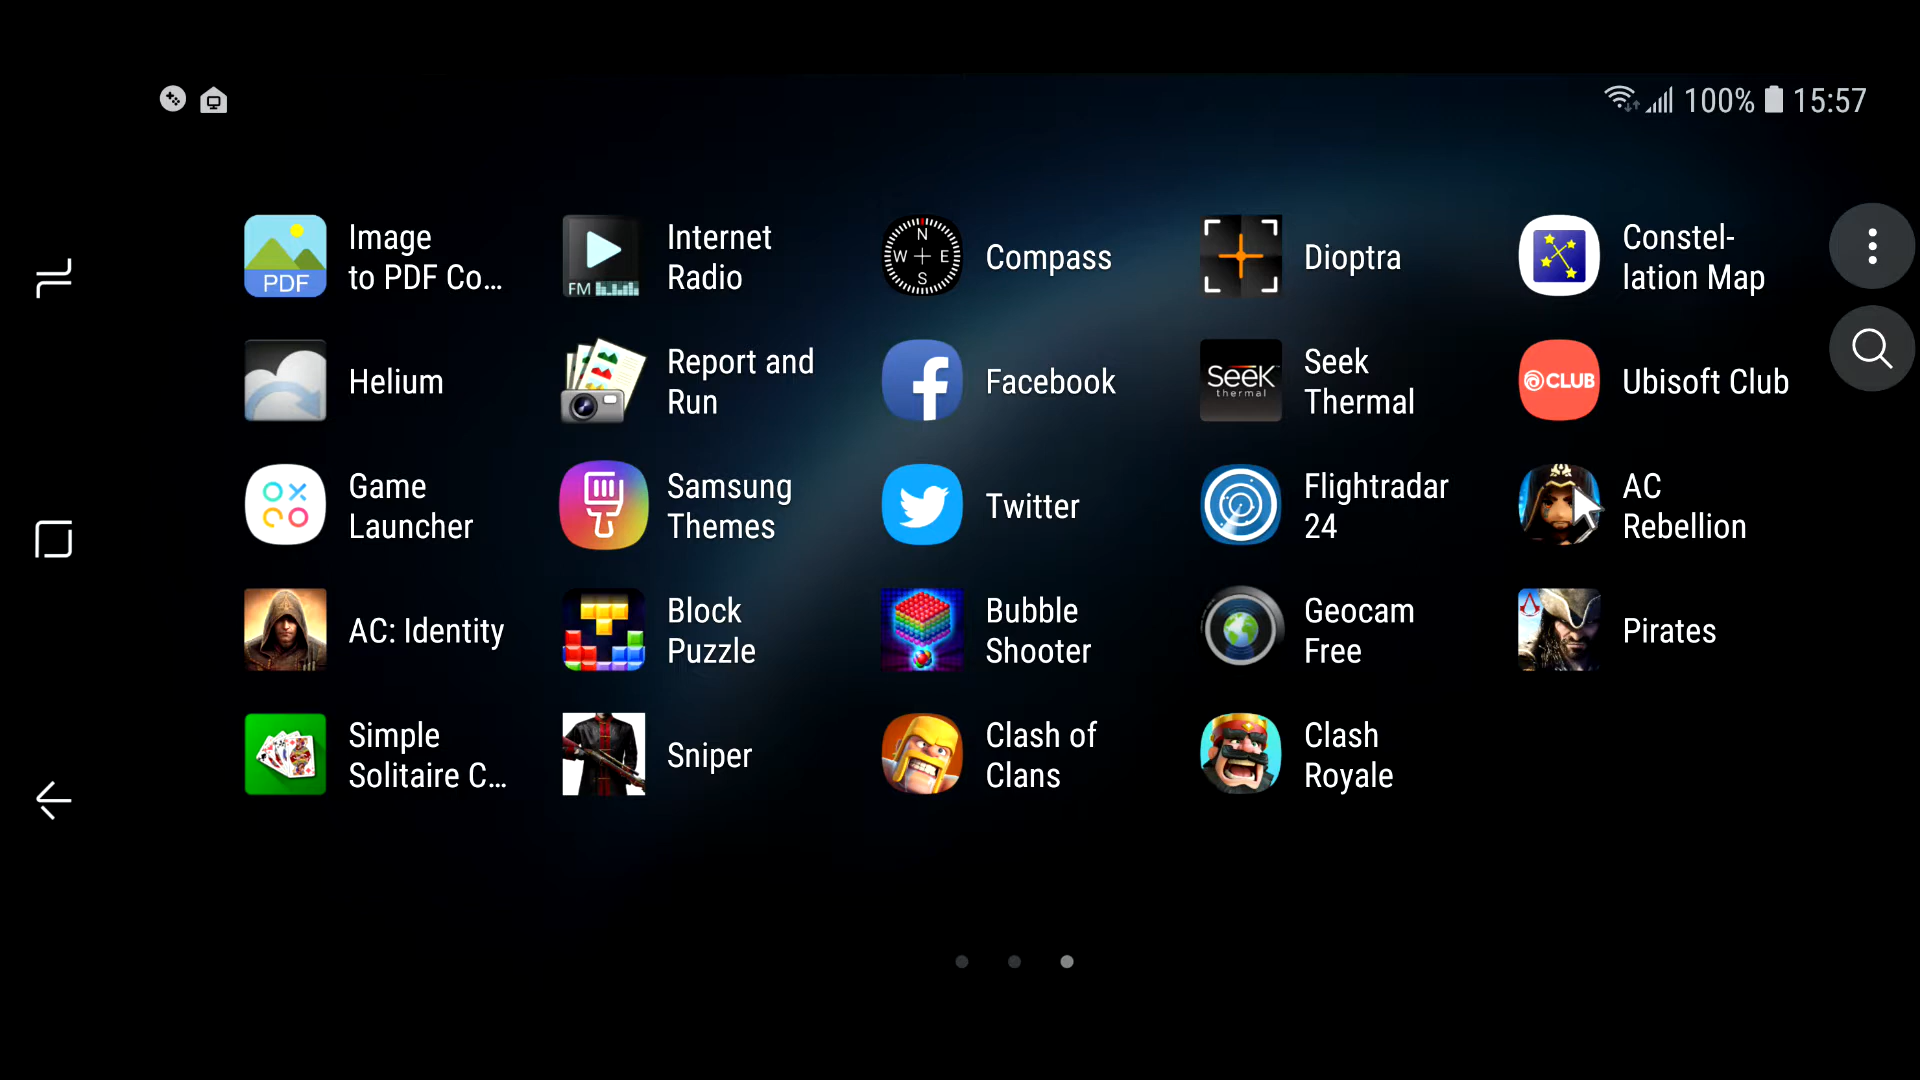 100% 15:57
Image
to PDF Co...
PDF
Internet
Radio
FM
Compass
N
W E
S
Dioptra
Constel-
lation Map
Helium
Report and
Run
Facebook
f
Seek
Thermal
Seek
thermal
Ubisoft Club
CLUB
Game
Launcher
Samsung
Themes
Twitter
Flightradar
24
AC
Rebellion
AC: Identity
Block
Puzzle
Bubble
Shooter
Geocam
Free
Pirates
Simple
Solitaire C...
Sniper
Clash of
Clans
Clash
Royale